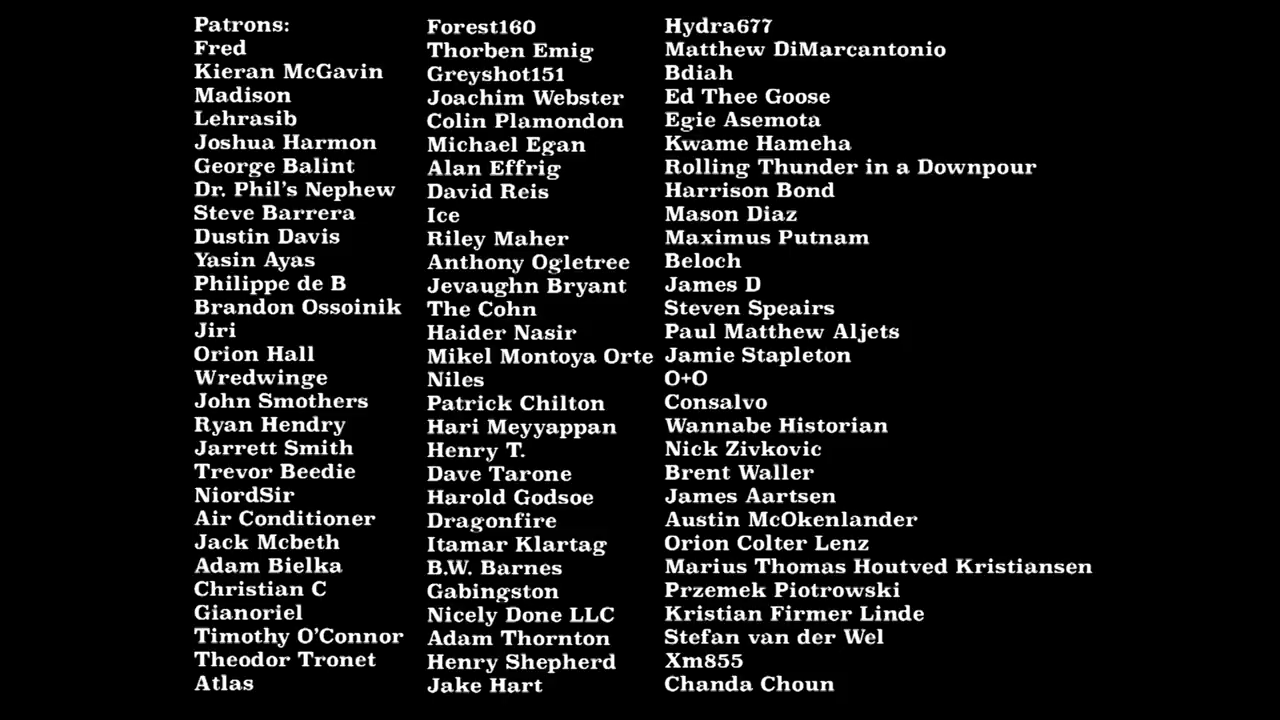 Patrons:
Fred
Kieran McGavin
Madison
Lehrasib
Joshua Harmon
George Balint
Dr. Phil's Nephew
Steve Barrera
Dustin Davis
Yasin Ayas
Philippe de B
Brandon Ossoinik
Jiri
Orion Hall
Wredwinge
John Smothers
Ryan Hendry
Jarrett Smith
Trevor Beedie
NiordSir
Air Conditioner
Jack Mcbeth
Adam Bielka
Christian C
Gianoriel
Timothy O'Connor
Theodor Tronet
Atlas
Forest160
Thorben Emig
Greyshot151
Joachim Webster
Colin Plamondon
Michael Egan
Alan Effrig
David Reis
Ice
Riley Maher
Anthony Ogletree
Jevaughn Bryant
The Cohn
Haider Nasir
Mikel Montoya Orte
Niles
Patrick Chilton
Hari Meyyappan
Henry T.
Dave Tarone
Harold Godsoe
Dragonfire
Itamar Klartag
B.W. Barnes
Gabingston
Nicely Done LLC
Adam Thornton
Henry Shepherd
Jake Hart
Hydra677
Matthew DiMarcantonio
Bdiah
Ed Thee Goose
Egie Asemota
Kwame Hameha
Rolling Thunder in a Downpour
Harrison Bond
Mason Diaz
Maximus Putnam
Beloch
James D
Steven Speairs
Paul Matthew Aljets
Jamie Stapleton
O+O
Consalvo
Wannabe Historian
Nick Zivkovic
Brent Waller
James Aartsen
Austin McOkenlander
Orion Colter Lenz
Marius Thomas Houtved Kristiansen
Przemek Piotrowski
Kristian Firmer Linde
Stefan van der Wel
Xm855
Chanda Choun